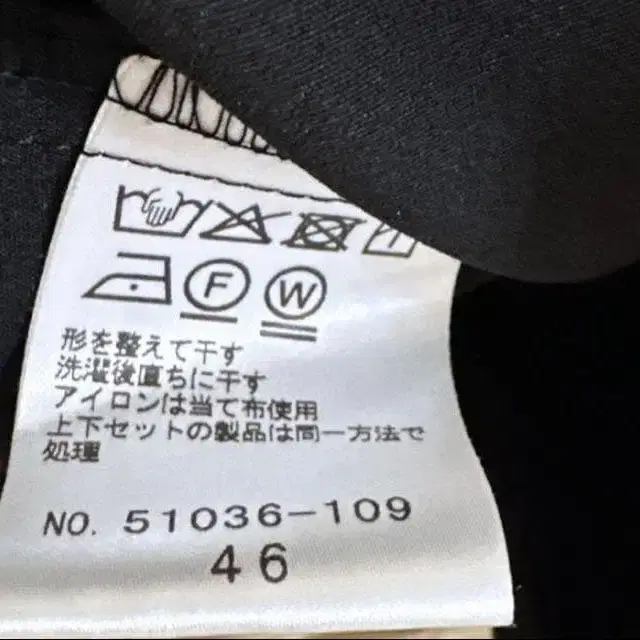 F W
形を整えて干す
洗濯後直ちに干す
アイロンは当て布使用
上下セットの製品は同一方法で
処理
NO. 51036-109
46